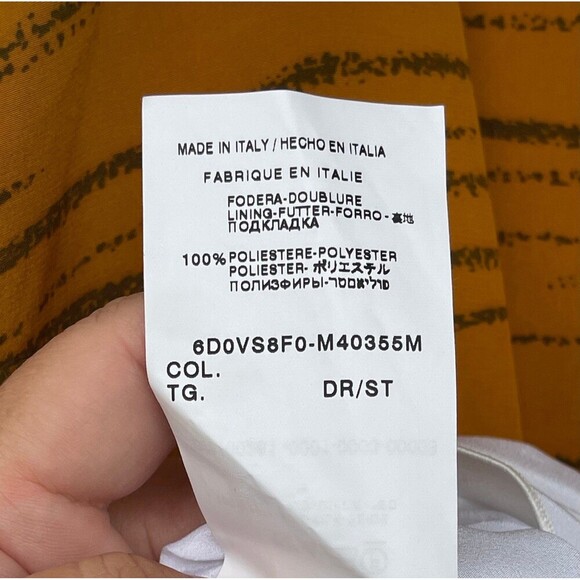 MADE IN ITALY / HECHO EN ITALIA
FABRIQUE EN ITALIE
FODERA-DOUBLURE
LINING-FUTTER-FORRO-裏地
ПОДКЛАДКА
100% POLIESTERE-POLYESTER
POLIESTER- ポリエステル
ПОЛИЭФИРЫ-פוליאסטר
6D0VS8F0-M40355M
COL.
TG. DR/ST